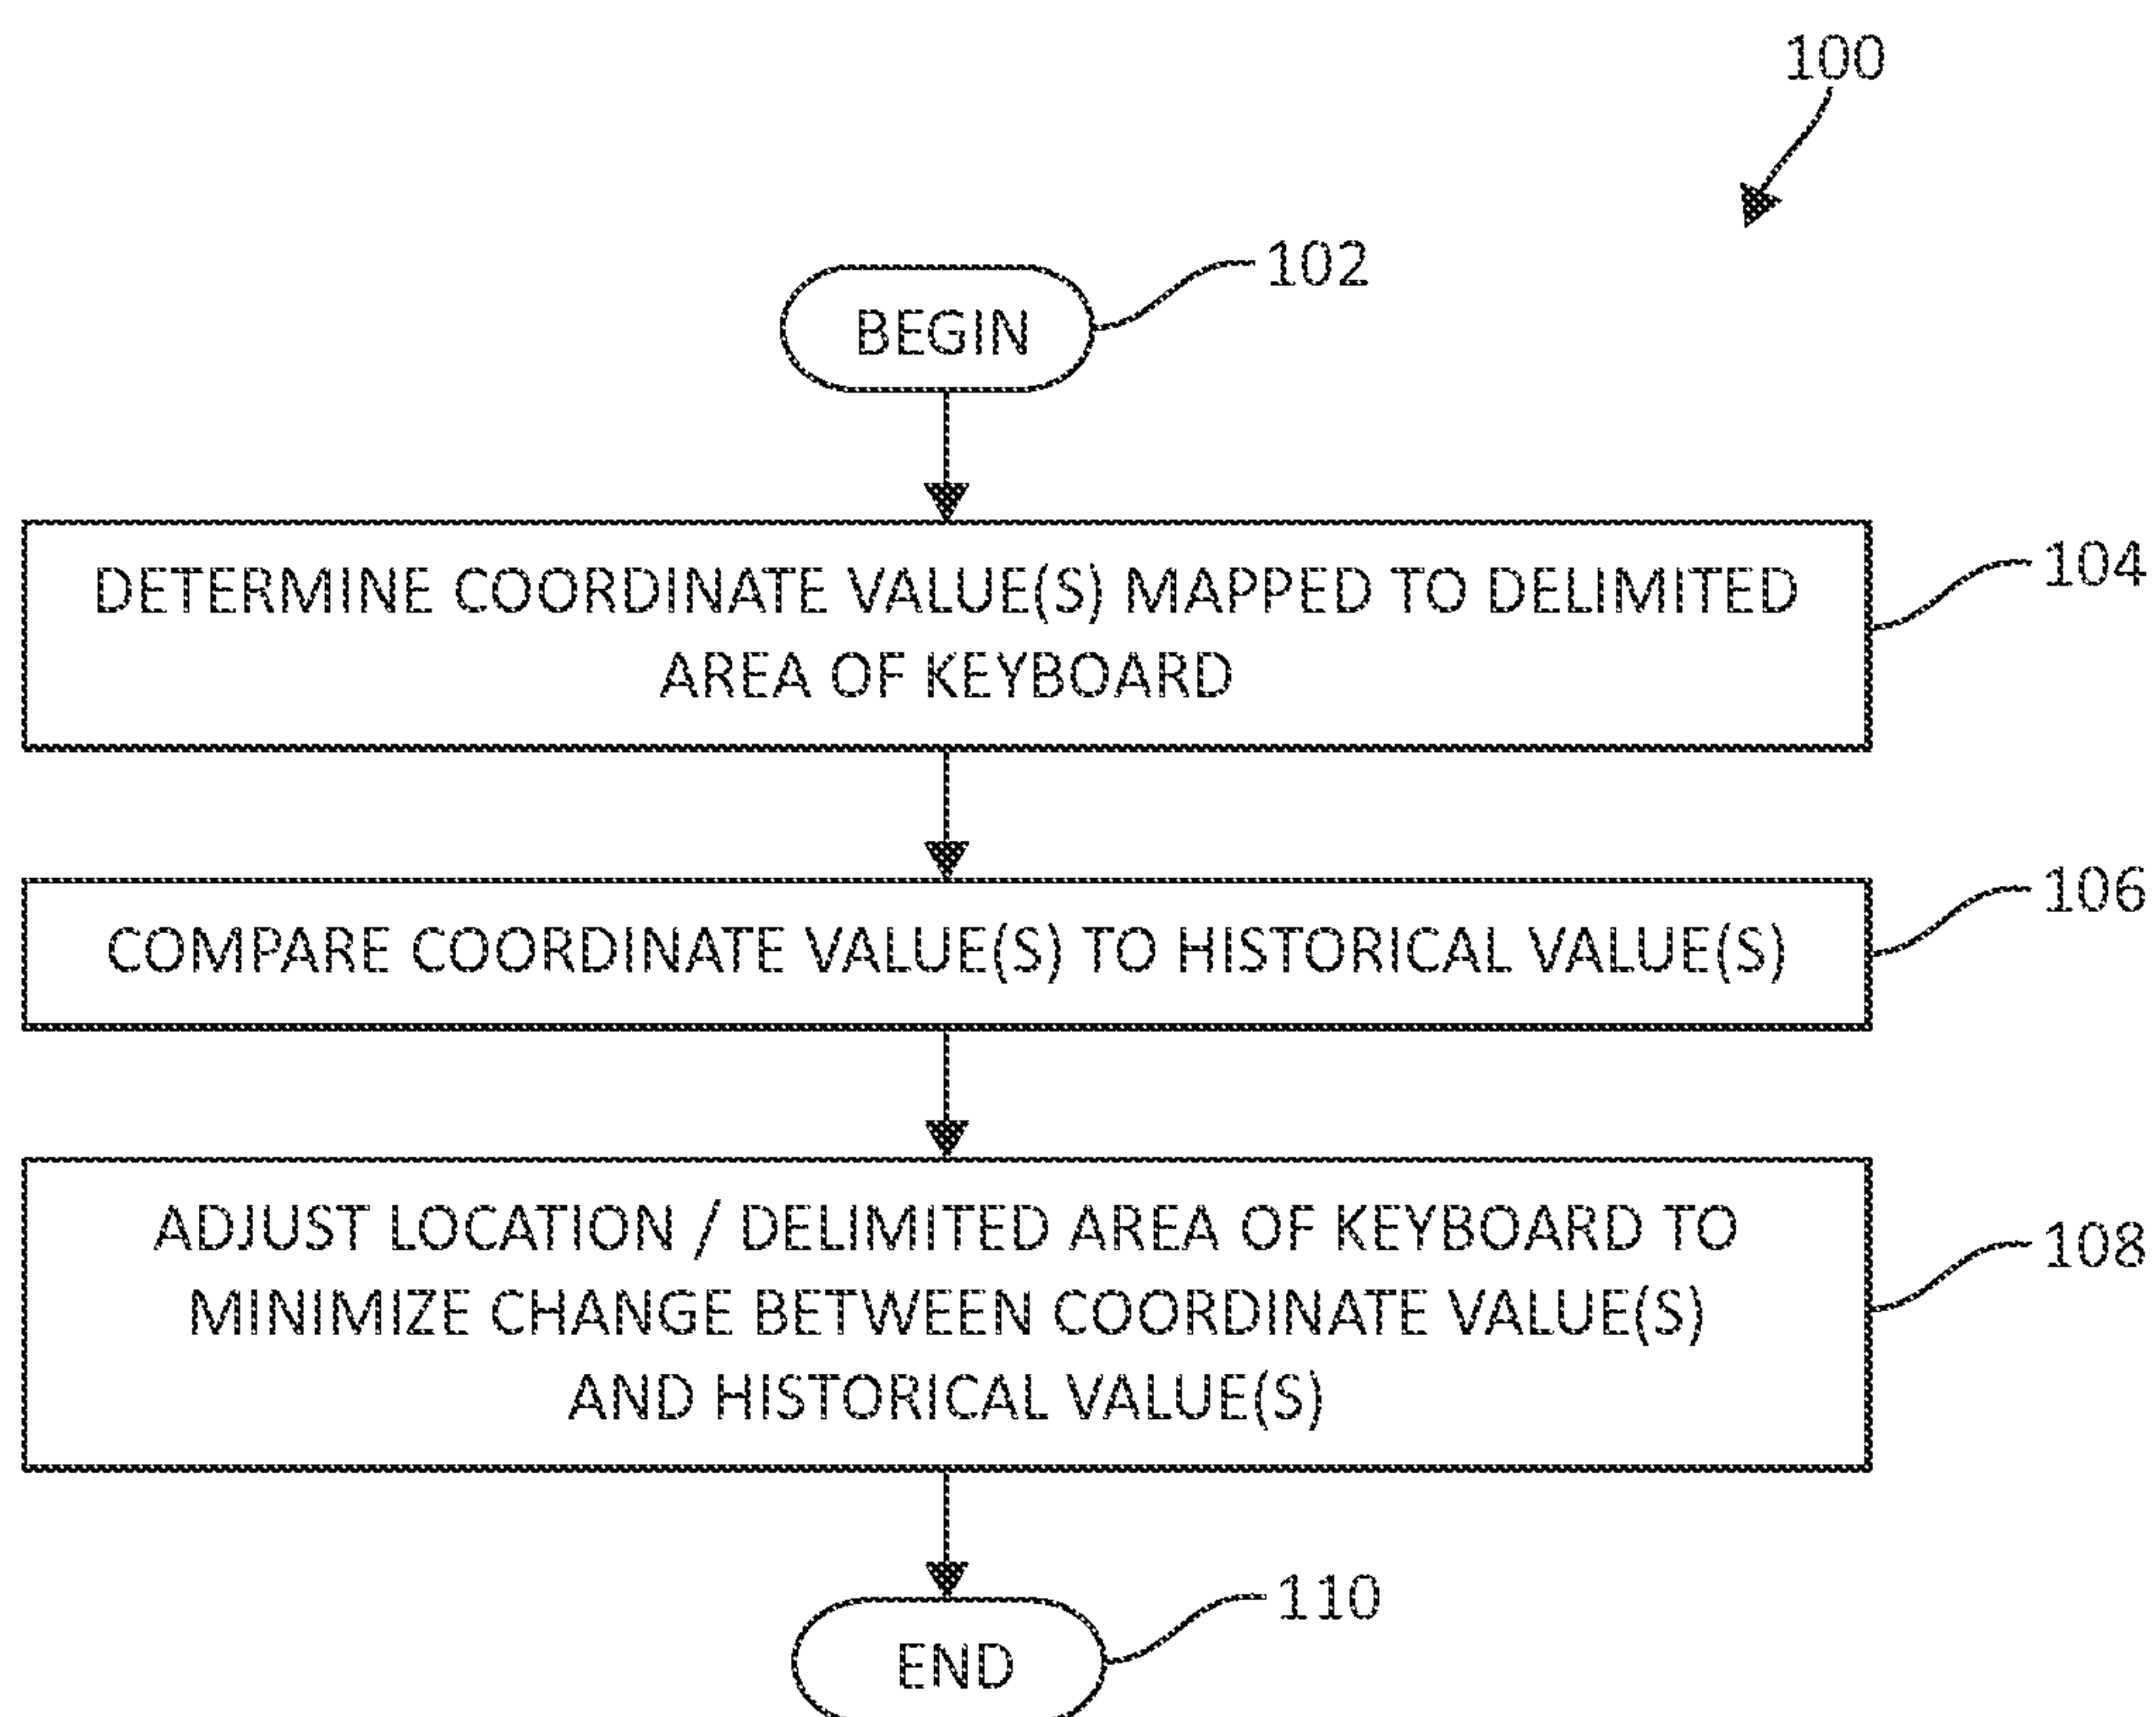 100
102
BEGIN
104
DETERMINE COORDINATE VALUE(S) MAPPED TO DELIMITED
AREA OF KEYBOARD
106
COMPARE COORDINATE VALUE(S) TO HISTORICAL VALUE(S)
108
ADJUST LOCATION / DELIMITED AREA OF KEYBOARD TO
MINIMIZE CHANGE BETWEEN COORDINATE VALUE(S)
AND HISTORICAL VALUE(S)
110
END